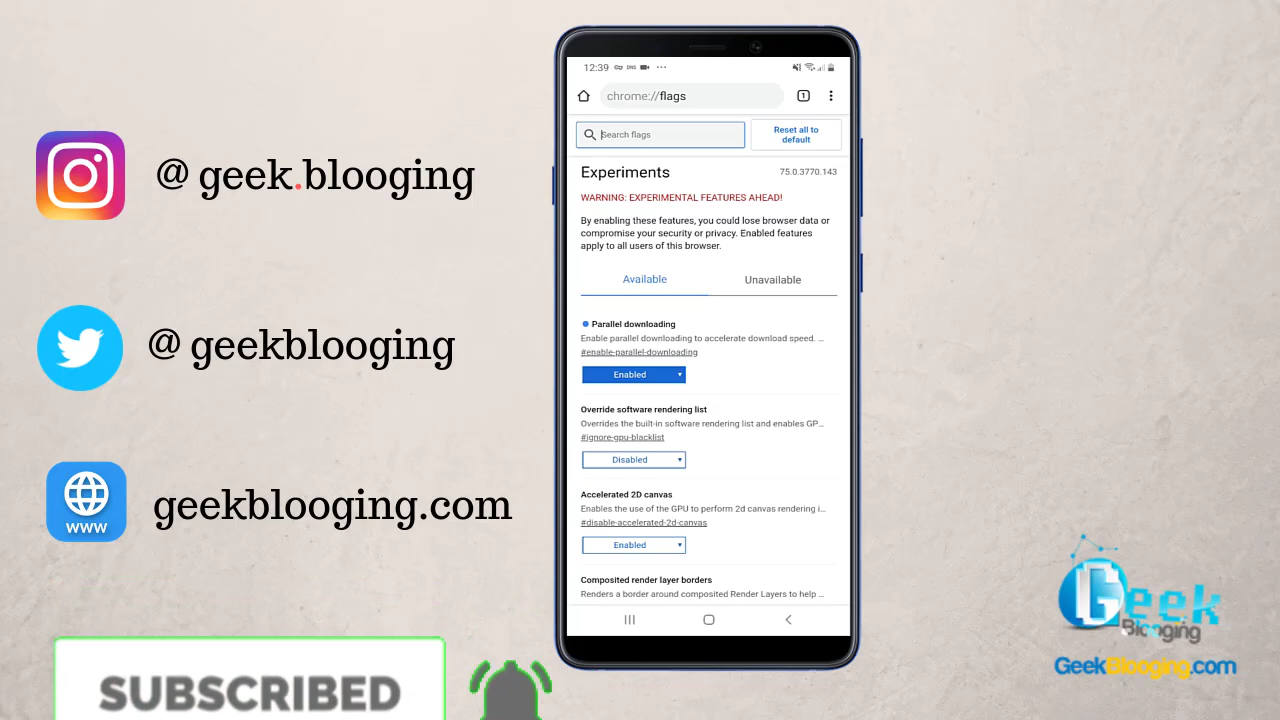 @ geek.blooging
@ geekblooging
WWW
geekblooging.com
SUBSCRIBED
12:39
DNS
chrome://flags
1
Search flags
Reset all to
default
Experiments
75.0.3770.143
WARNING: EXPERIMENTAL FEATURES AHEAD!
By enabling these features, you could lose browser data or
compromise your security or privacy. Enabled features
apply to all users of this browser.
Available
Unavailable
Parallel downloading
Enable parallel downloading to accelerate download speed. ...
#enable-parallel-downloading
Enabled
Override software rendering list
Overrides the built-in software rendering list and enables GP...
#ignore-gpu-blacklist
Disabled
Accelerated 2D canvas
Enables the use of the GPU to perform 2d canvas rendering i...
#disable-accelerated-2d-canvas
Enabled
Composited render layer borders
Renders a border around composited Render Layers to help ...
Geek
Blooging
GeekBlooging.com